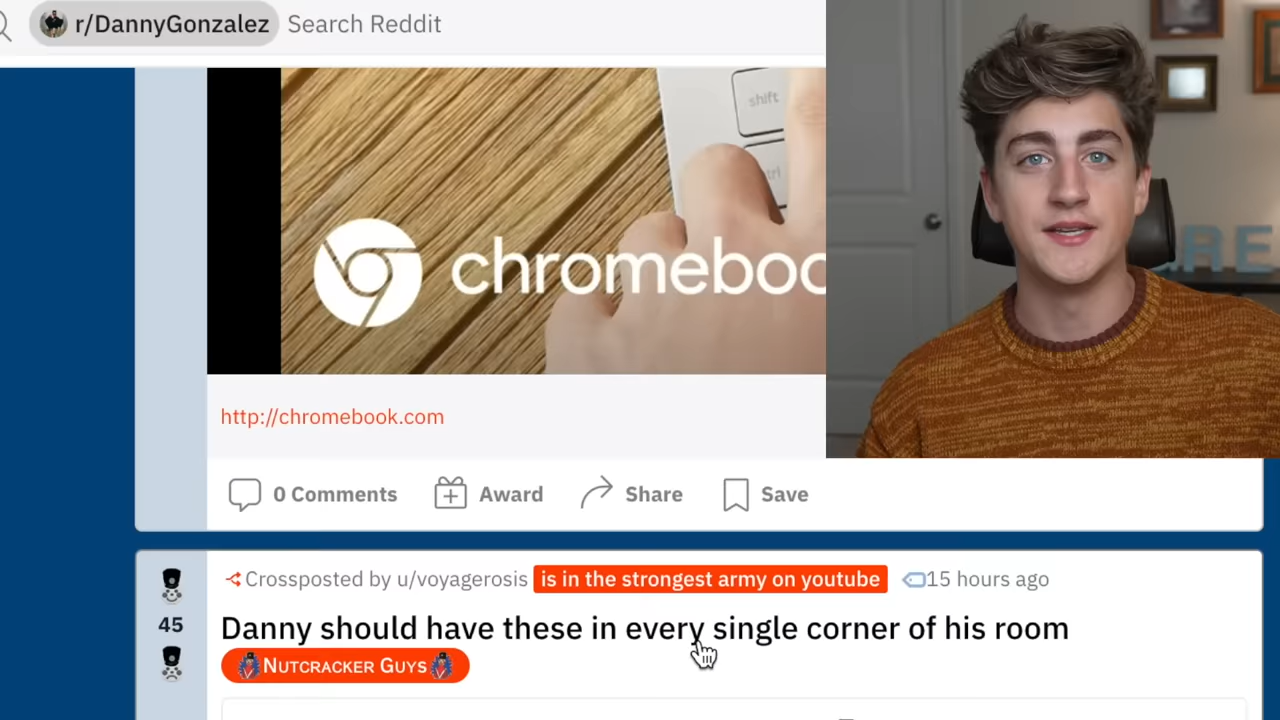 r/DannyGonzalez Search Reddit
shift
chromeboo
RE
http://chromebook.com
0 Comments Award Share Save
Crossposted by u/voyagerosis is in the strongest army on youtube 15 hours ago
45
Danny should have these in every single corner of his room
NUTCRACKER GUYS